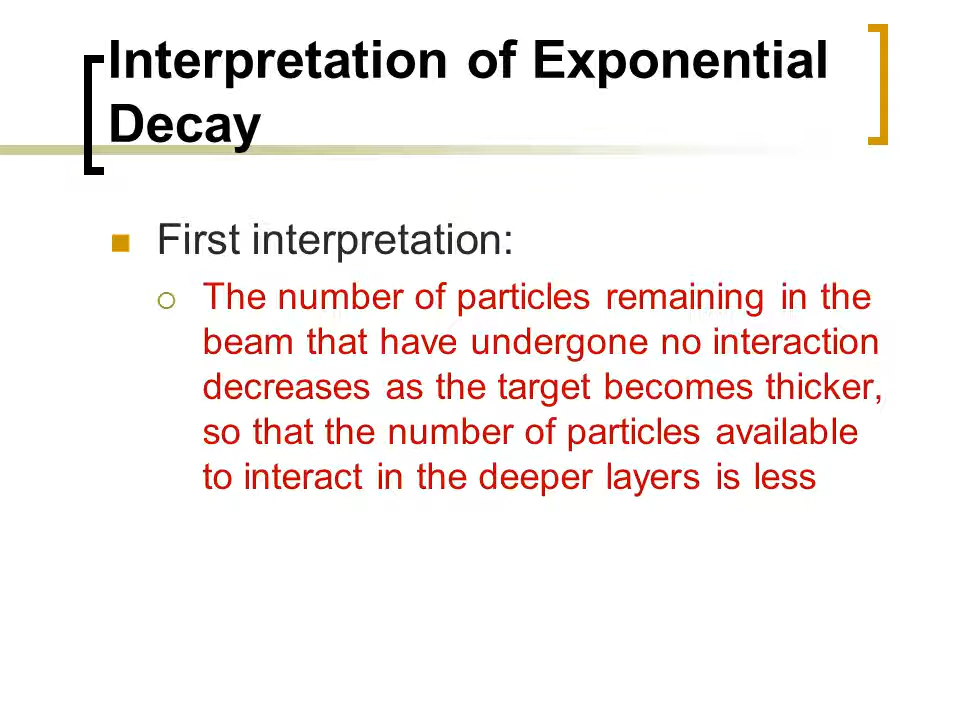 Interpretation of Exponential
Decay
First interpretation:
The number of particles remaining in the
beam that have undergone no interaction
decreases as the target becomes thicker,
so that the number of particles available
to interact in the deeper layers is less